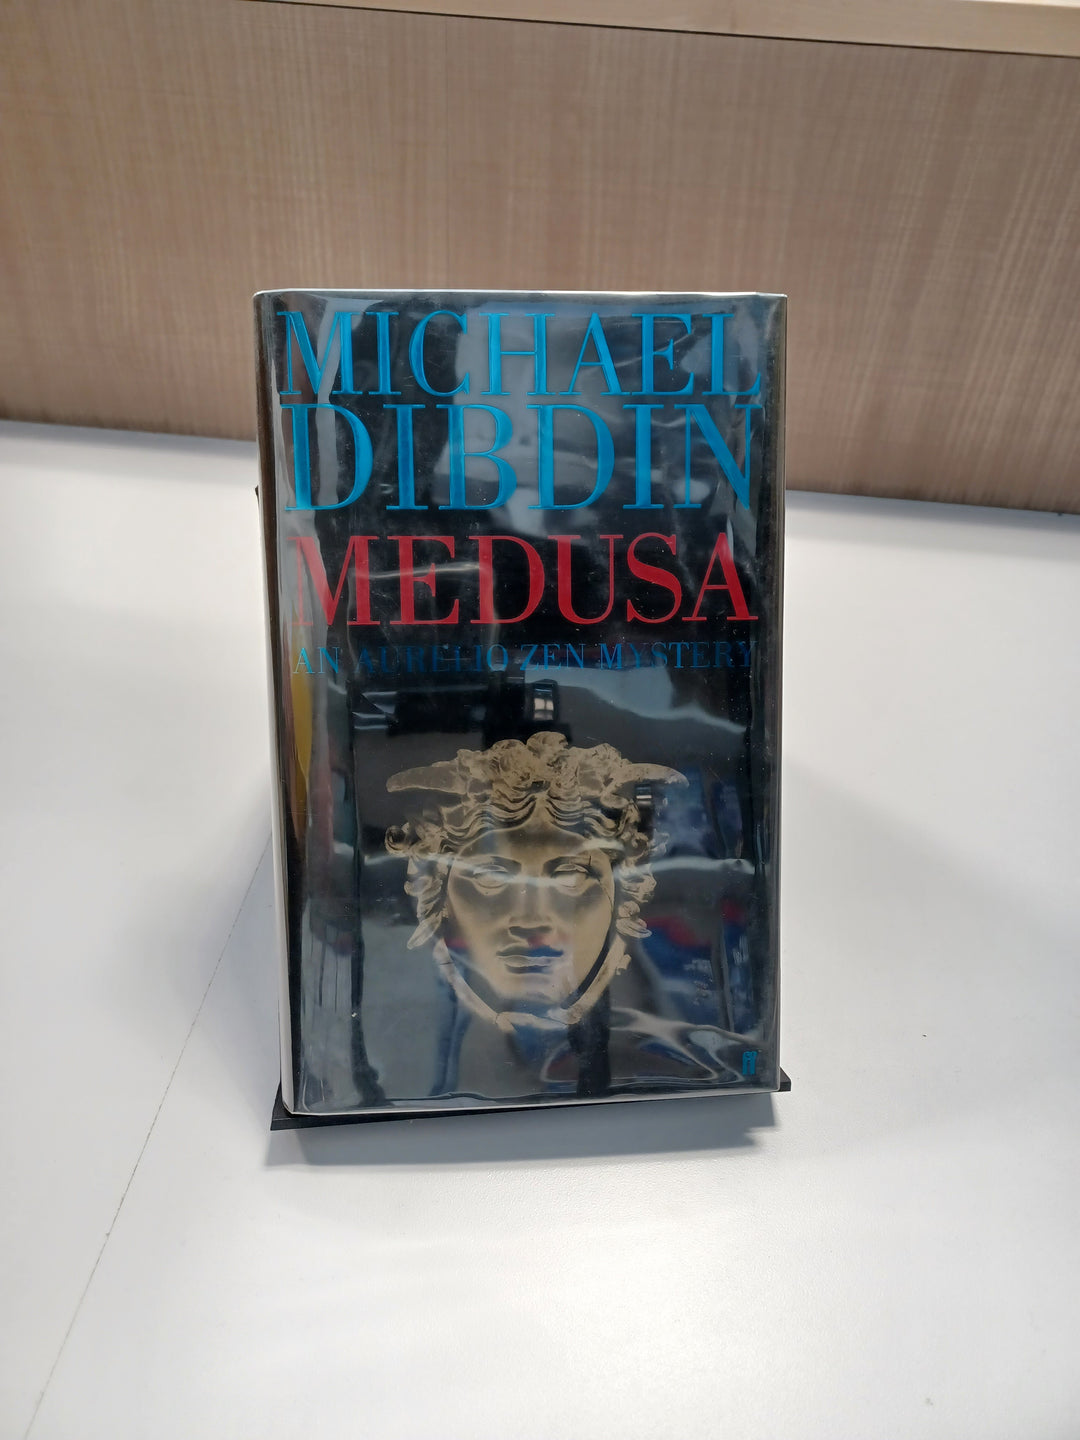 MICHAEL
DIBDIN
MEDUSA
AN AURELIO ZEN MYSTERY
ff